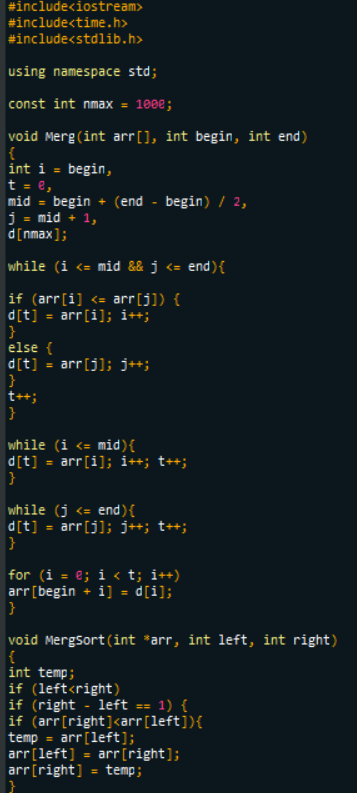 #include<iostream>
#include<time.h>
#include<stdlib.h>
using namespace std;
const int nmax = 1000;
void Merg(int arr[], int begin, int end)
{
int i = begin,
t = 0,
mid = begin + (end - begin) / 2,
j = mid + 1,
d[nmax];
while (i <= mid && j <= end){
if (arr[i] <= arr[j]) {
d[t] = arr[i]; i++;
}
else {
d[t] = arr[j]; j++;
}
t++;
}
while (i <= mid){
d[t] = arr[i]; i++; t++;
}
while (j <= end){
d[t] = arr[j]; j++; t++;
}
for (i = 0; i < t; i++)
arr[begin + i] = d[i];
}
void MergSort(int *arr, int left, int right)
{
int temp;
if (left<right)
if (right - left == 1) {
if (arr[right]<arr[left]){
temp = arr[left];
arr[left] = arr[right];
arr[right] = temp;
}